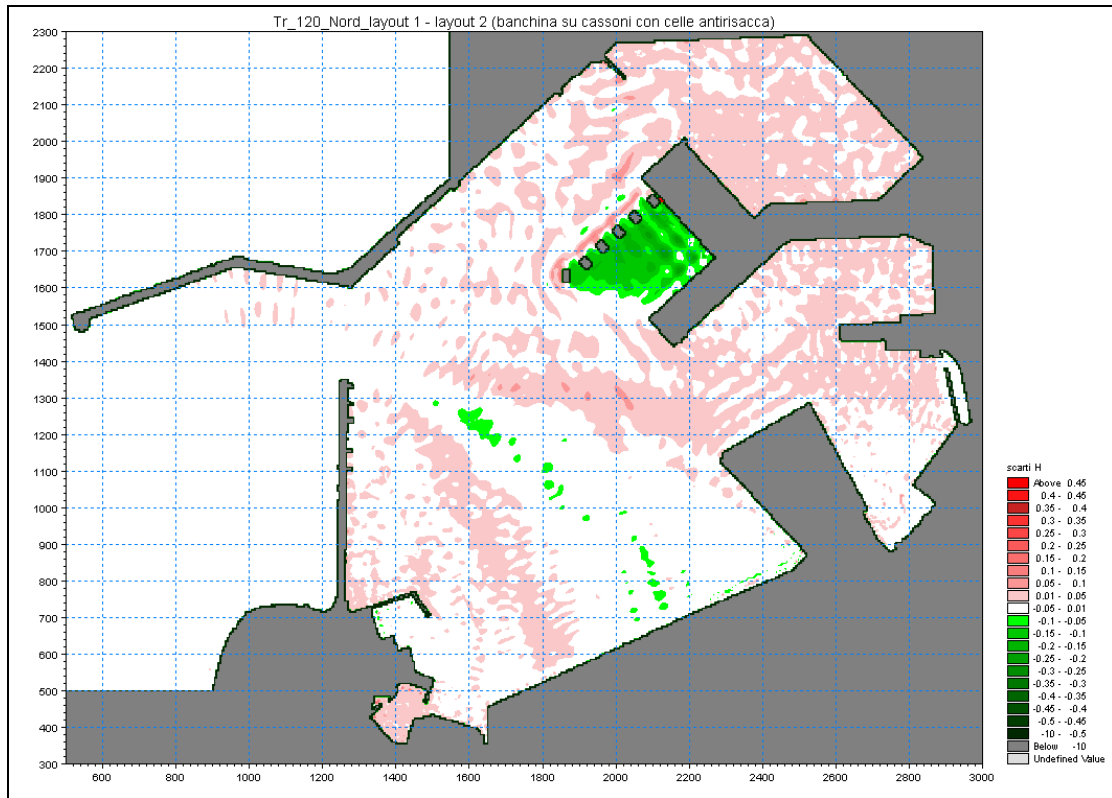 Tr_120_Nord_layout 1 - layout 2 (banchina su cassoni con celle antirisacca)
2300
2200
2100
2000
1900
1800
1700
1600
1500
1400
1300
1200
1100
1000
900
800
700
600
500
400
300
600 800 1000 1200 1400 1600 1800 2000 2200 2400 2600 2800 3000
scarti H
Above 0.45
0.4 - 0.45
0.35 - 0.4
0.3 - 0.35
0.25 - 0.3
0.2 - 0.25
0.15 - 0.2
0.1 - 0.15
0.05 - 0.1
0.01 - 0.05
-0.05 - 0.01
-0.1 - -0.05
-0.15 - -0.1
-0.2 - -0.15
-0.25 - -0.2
-0.3 - -0.25
-0.35 - -0.3
-0.4 - -0.35
-0.45 - -0.4
-0.5 - -0.45
-10 - -0.5
Below -10
Undefined Value